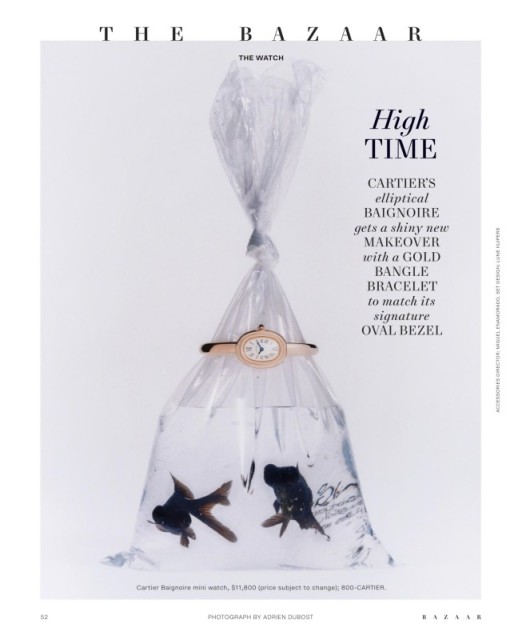 THE BAZAAR
THE WATCH
High
TIME
CARTIER'S
elliptical
BAIGNOIRE
gets a shiny new
MAKEOVER
with a GOLD
BANGLE
BRACELET
to match its
signature
OVAL BEZEL
ACCESSORIES DIRECTOR: MIGUEL ENAMORADO; SET DESIGN: LUNE KUIPERS
Cartier Baignoire mini watch, $11,800 (price subject to change); 800-CARTIER.
52
PHOTOGRAPH BY ADRIEN DUBOST
BAZAAR